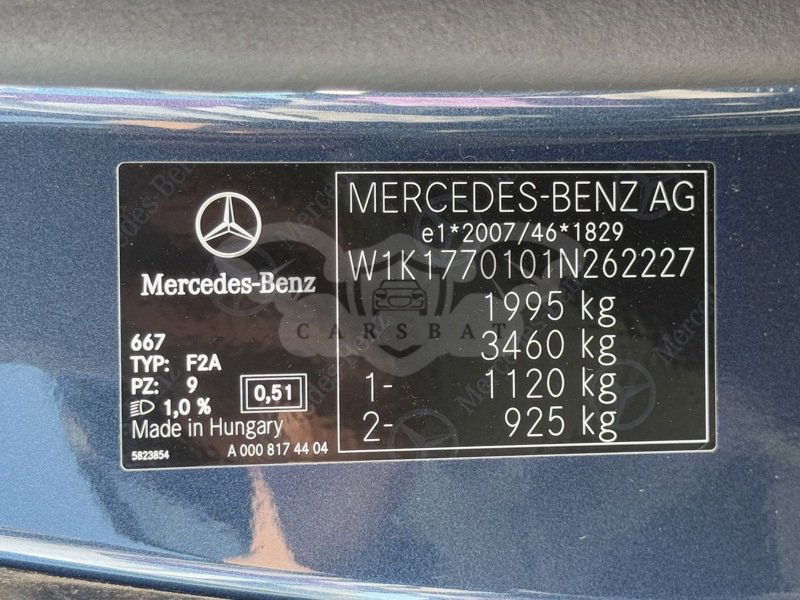 Mercedes-Benz
667
TYP: F2A
PZ: 9
1,0 %
0,51
Made in Hungary
5823854
A 000 817 44 04
MERCEDES-BENZ AG
e1*2007/46*1829
W1K1770101N262227
1995 kg
3460 kg
1- 1120 kg
2- 925 kg
CARSBAT